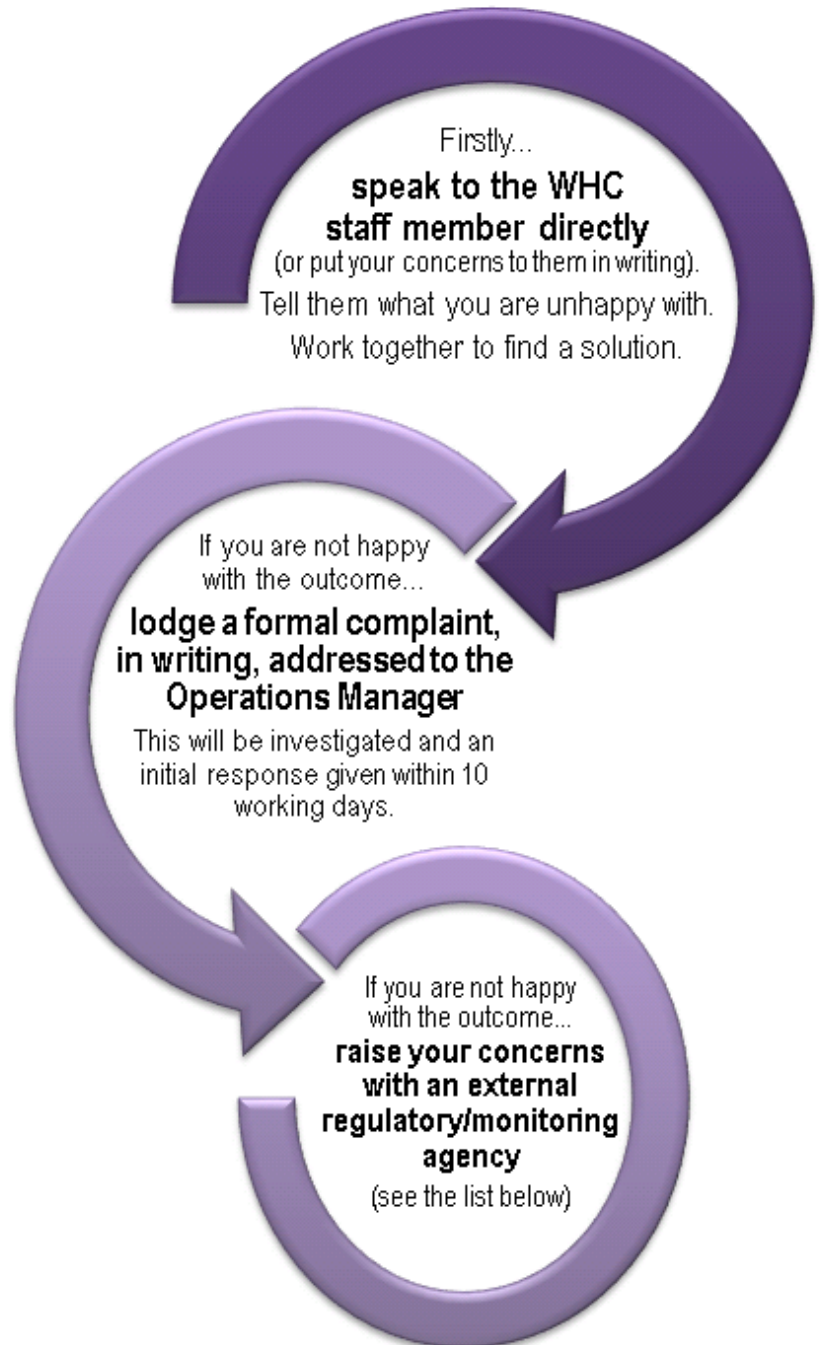 Firstly...
speak to the WHC
staff member directly
(or put your concerns to them in writing).
Tell them what you are unhappy with.
Work together to find a solution.
If you are not happy
with the outcome...
lodge a formal complaint,
in writing, addressed to the
Operations Manager
This will be investigated and an
initial response given within 10
working days.
If you are not happy
with the outcome...
raise your concerns
with an external
regulatory/monitoring
agency
(see the list below)